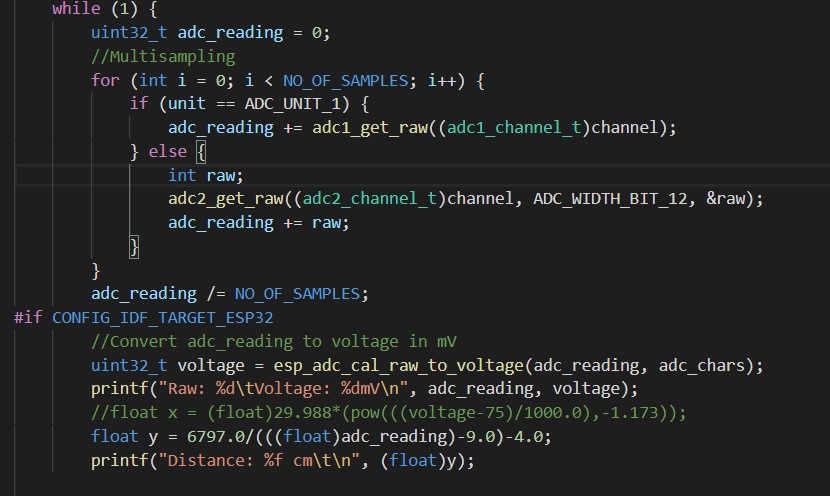 while (1) {
uint32_t adc_reading = 0;
//Multisampling
for (int i = 0; i < NO_OF_SAMPLES; i++) {
if (unit == ADC_UNIT_1) {
adc_reading += adc1_get_raw((adc1_channel_t)channel);
} else {
int raw;
adc2_get_raw((adc2_channel_t)channel, ADC_WIDTH_BIT_12, &raw);
adc_reading += raw;
}
}
adc_reading /= NO_OF_SAMPLES;
#if CONFIG_IDF_TARGET_ESP32
//Convert adc_reading to voltage in mV
uint32_t voltage = esp_adc_cal_raw_to_voltage(adc_reading, adc_chars);
printf("Raw: %d\tVoltage: %dmV\n", adc_reading, voltage);
//float x = (float)29.988*(pow(((voltage-75)/1000.0),-1.173));
float y = 6797.0/(((float)adc_reading)-9.0)-4.0;
printf("Distance: %f cm\t\n", (float)y);